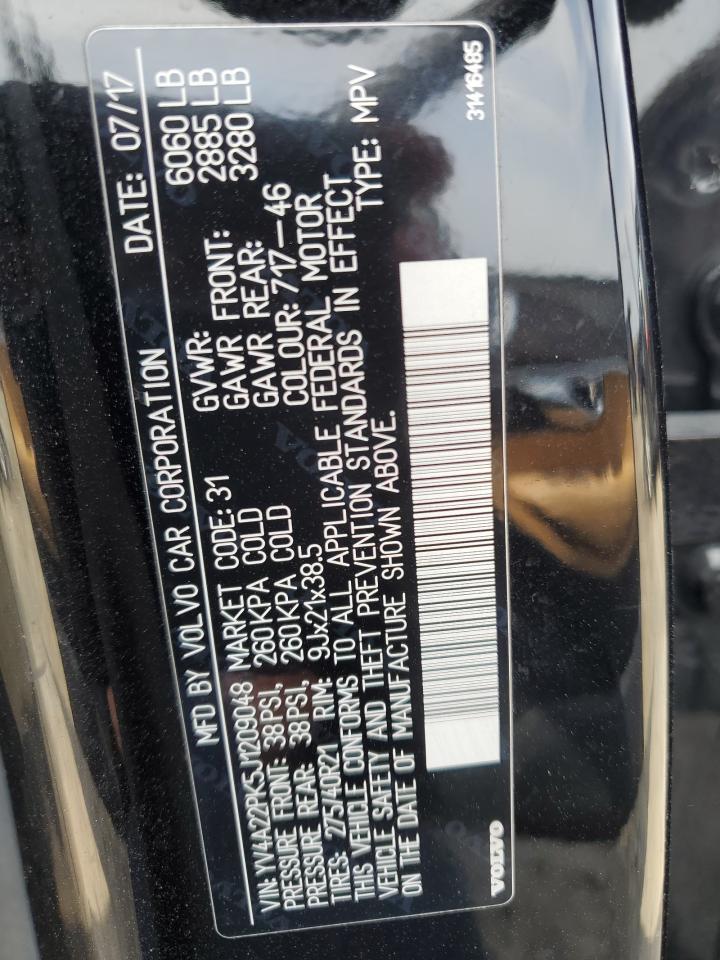 MFD BY VOLVO CAR CORPORATION DATE: 07/17
VIN: YV4A22PK5J1209048 MARKET CODE: 31 GVWR: 6060 LB
PRESSURE FRONT: 38PSI, 260KPA COLD GAWR FRONT: 2885 LB
PRESSURE REAR: 38PSI, 260KPA COLD GAWR REAR: 3280 LB
TIRES: 275/40R21 RIM: 9Jx21x38.5 COLOUR: 717-46
THIS VEHICLE CONFORMS TO ALL APPLICABLE FEDERAL MOTOR
VEHICLE SAFETY AND THEFT PREVENTION STANDARDS IN EFFECT
ON THE DATE OF MANUFACTURE SHOWN ABOVE. TYPE: MPV
VOLVO 31416485